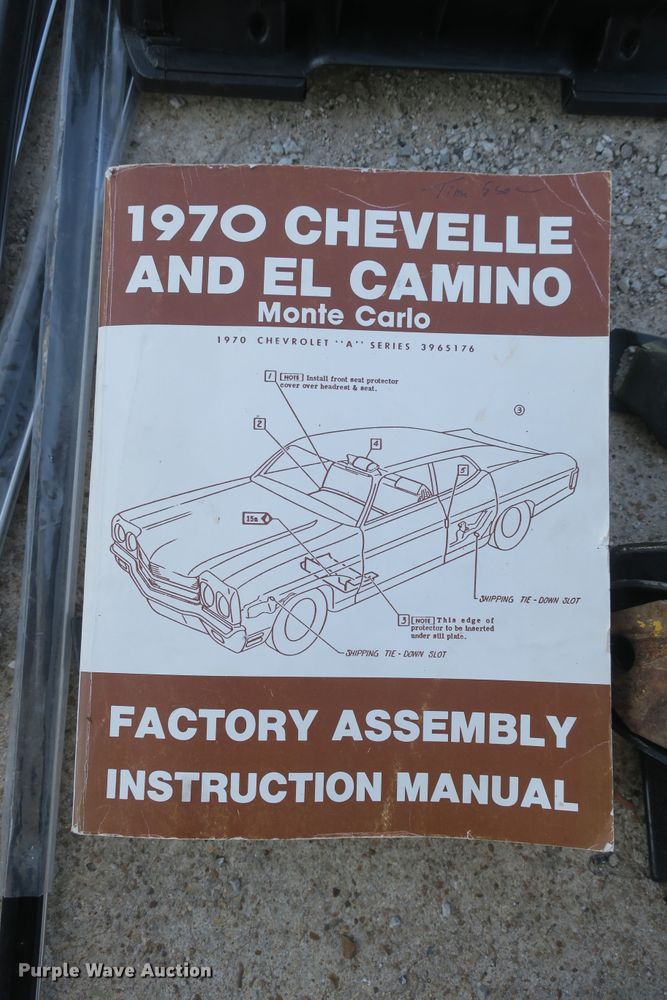 Tim
1970 CHEVELLE
AND EL CAMINO
Monte Carlo
1970 CHEVROLET "A" SERIES 3965176
1 NOTE Install front seat protector
cover over headrest & seat.
3
2
4
5
15a
SHIPPING TIE-DOWN SLOT
3 NOTE This edge of
protector to be inserted
under sill plate.
SHIPPING TIE-DOWN SLOT
FACTORY ASSEMBLY
INSTRUCTION MANUAL
Purple Wave Auction